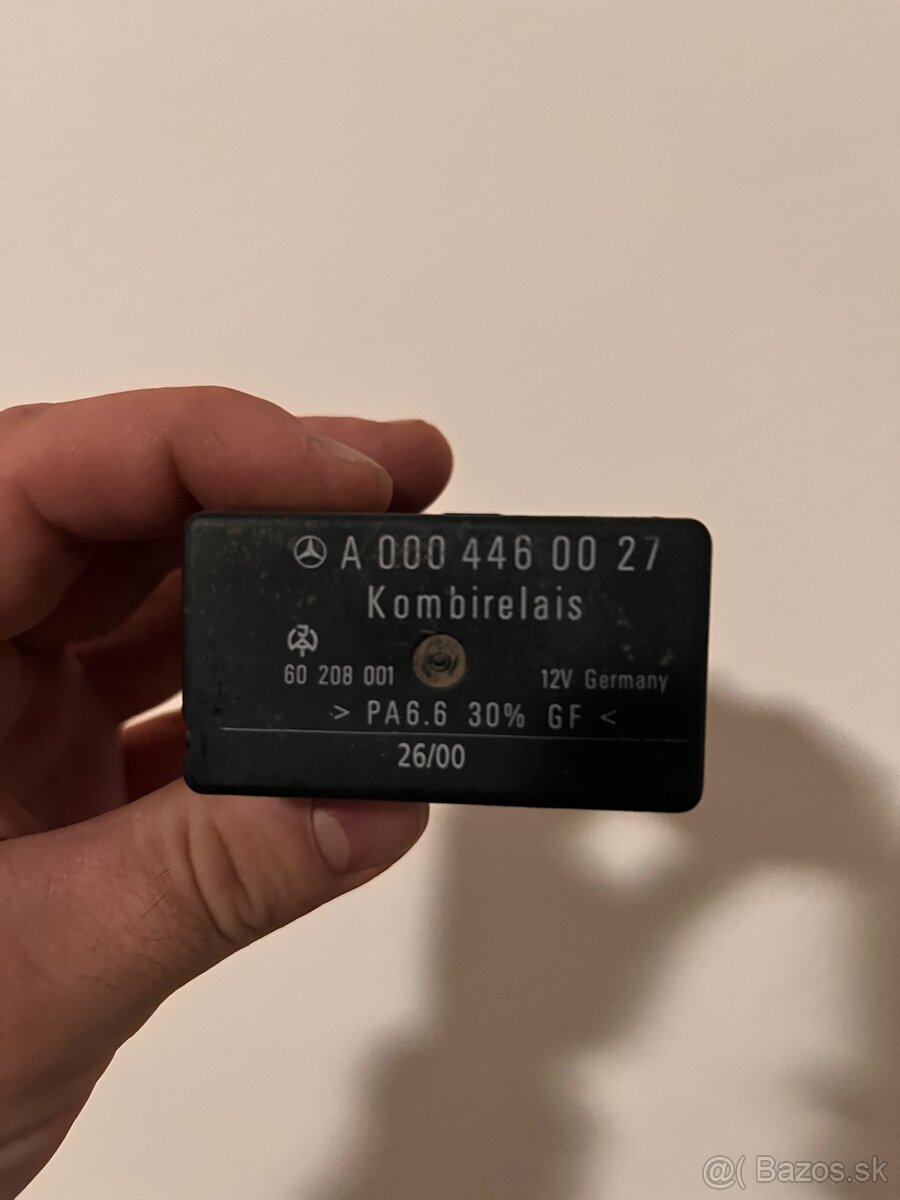 A 000 446 00 27
Kombirelais
60 208 001 12V Germany
> PA6.6 30% GF <
26/00
@( Bazos.sk